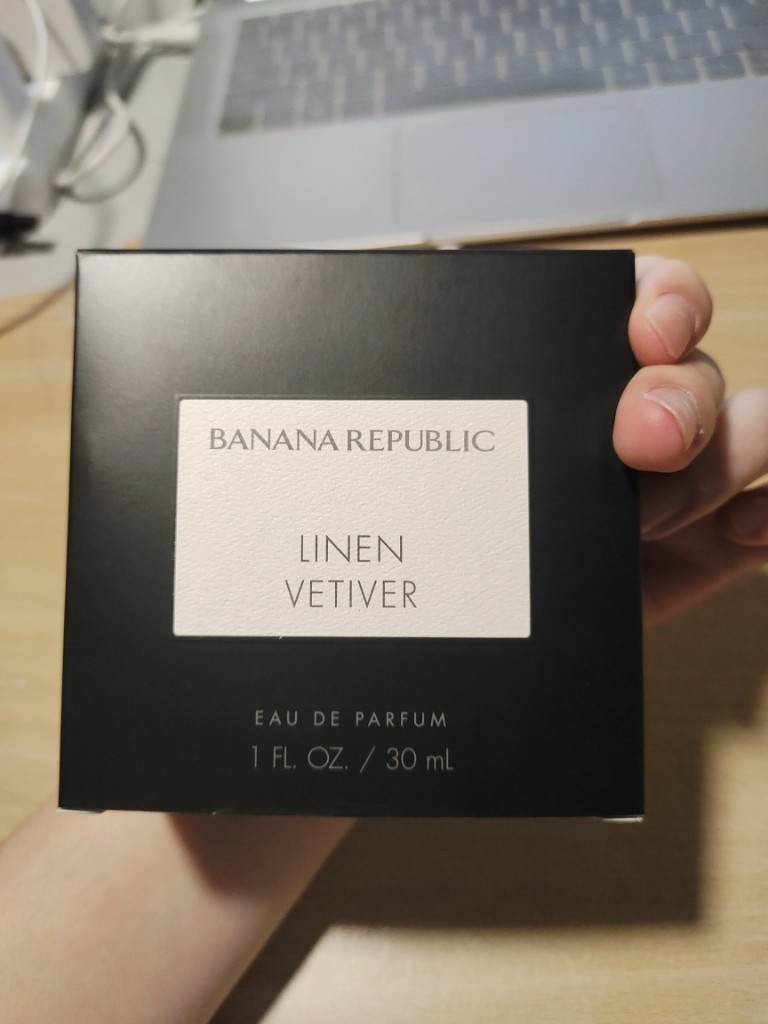 BANANA REPUBLIC
LINEN
VETIVER
EAU DE PARFUM
1 FL. OZ. / 30 mL